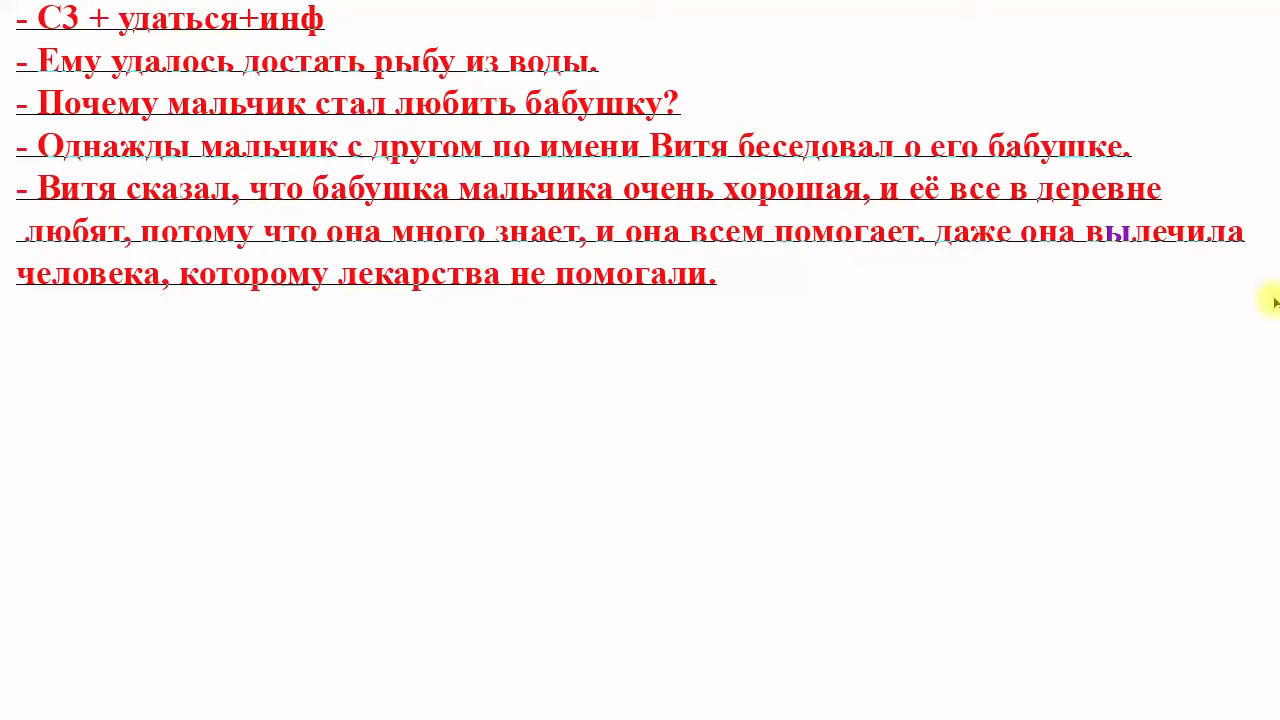 - С3 + удаться+инф
- Ему удалось достать рыбу из воды.
- Почему мальчик стал любить бабушку?
- Однажды мальчик с другом по имени Витя беседовал о его бабушке.
- Витя сказал, что бабушка мальчика очень хорошая, и её все в деревне
любят, потому что она много знает, и она всем помогает. даже она вылечила
человека, которому лекарства не помогали.